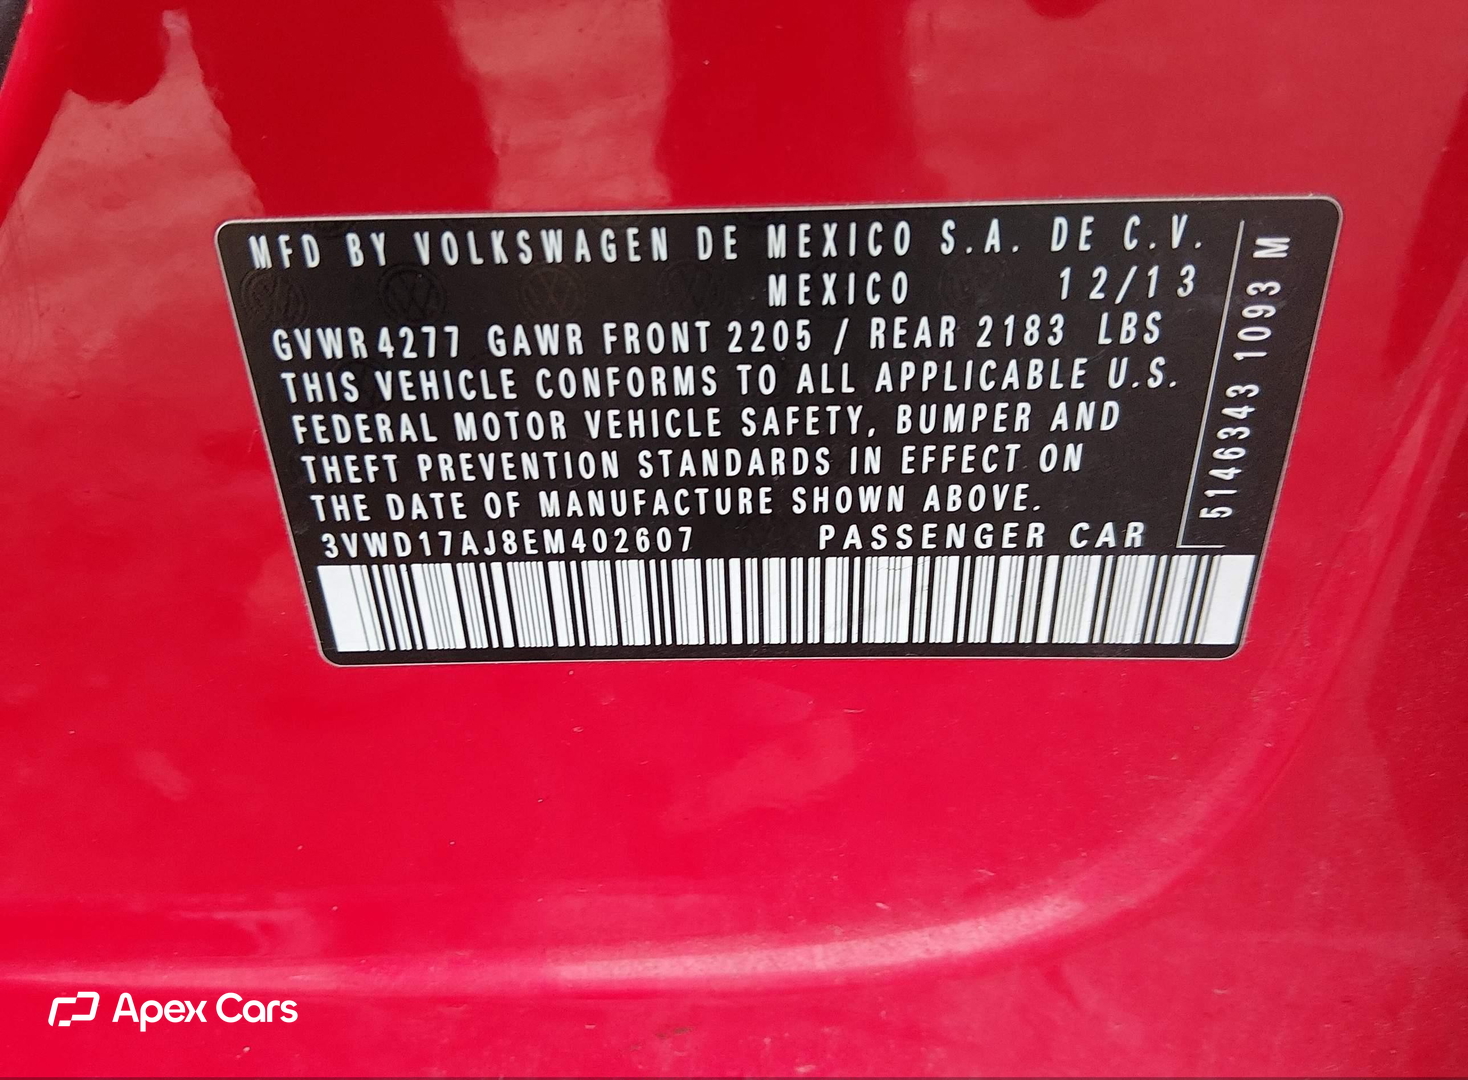 MFD BY VOLKSWAGEN DE MEXICO S.A. DE C.V.
MEXICO 12/13
GVWR 4277 GAWR FRONT 2205 / REAR 2183 LBS
THIS VEHICLE CONFORMS TO ALL APPLICABLE U.S.
FEDERAL MOTOR VEHICLE SAFETY, BUMPER AND
THEFT PREVENTION STANDARDS IN EFFECT ON
THE DATE OF MANUFACTURE SHOWN ABOVE.
3VWD17AJ8EM402607 PASSENGER CAR
5146343 1093 M
Apex Cars